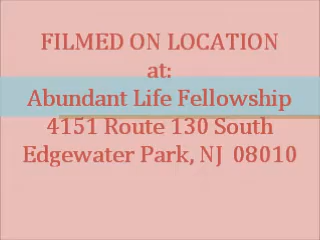 FILMED ON LOCATION
at:
Abundant Life Fellowship
4151 Route 130 South
Edgewater Park, NJ 08010